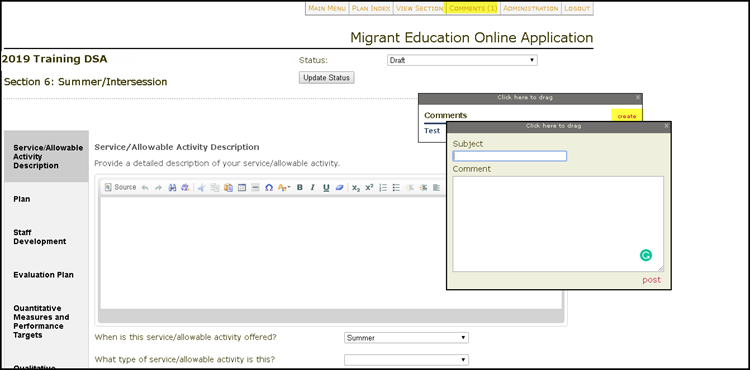 Main Menu Plan Index View Section Comments (1) Administration Logout
Migrant Education Online Application
2019 Training DSA
Status:
Draft
Section 6: Summer/Intersession
Update Status
Click here to drag X
Comments
create
Test
Click here to drag X
Subject
Comment
post
Service/Allowable
Activity
Description
Plan
Staff
Development
Evaluation Plan
Quantitative
Measures and
Performance
Targets
Qualitative
Service/Allowable Activity Description
Provide a detailed description of your service/allowable activity.
Source
When is this service/allowable activity offered?
Summer
What type of service/allowable activity is this?